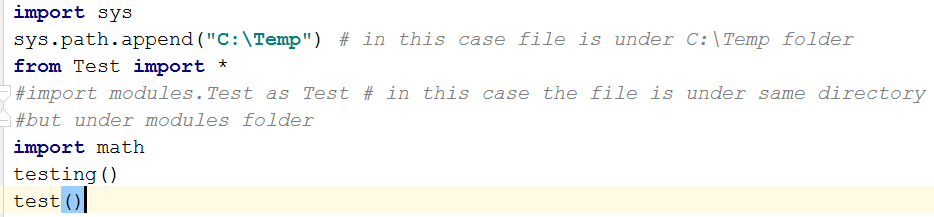 import sys
sys.path.append("C:\Temp") # in this case file is under C:\Temp folder
from Test import *
#import modules.Test as Test # in this case the file is under same directory
#but under modules folder
import math
testing()
test()